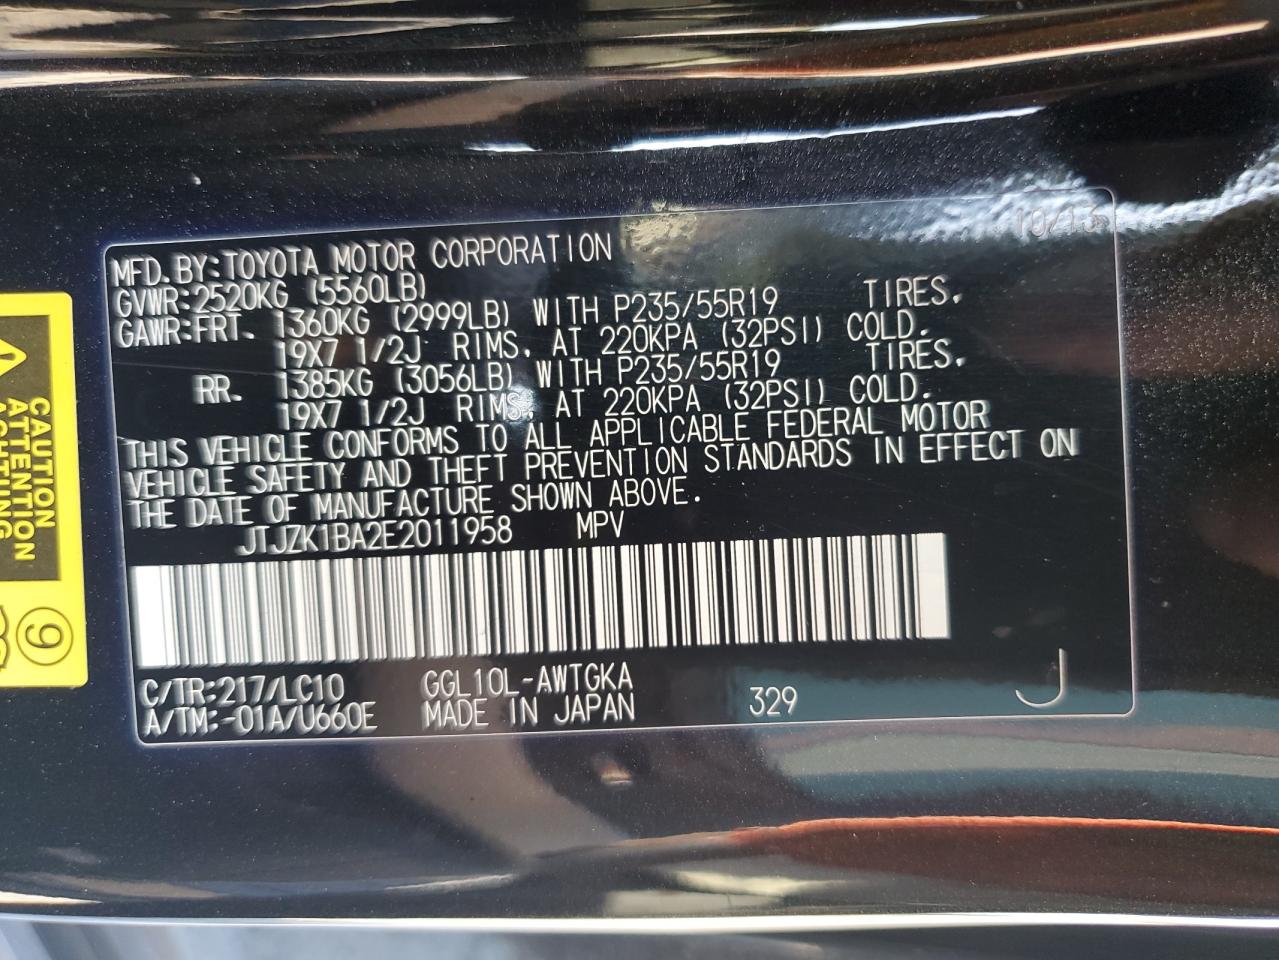 10/13
MFD. BY: TOYOTA MOTOR CORPORATION
GVWR: 2520KG (5560LB)
GAWR: FRT. 1360KG (2999LB) WITH P235/55R19 TIRES,
19X7 1/2J RIMS, AT 220KPA (32PSI) COLD.
RR. 1385KG (3056LB) WITH P235/55R19 TIRES,
19X7 1/2J RIMS, AT 220KPA (32PSI) COLD.
THIS VEHICLE CONFORMS TO ALL APPLICABLE FEDERAL MOTOR
VEHICLE SAFETY AND THEFT PREVENTION STANDARDS IN EFFECT ON
THE DATE OF MANUFACTURE SHOWN ABOVE.
JTJZK1BA2E2011958 MPV
C/TR: 217/LC10 GGL10L-AWTGKA
A/TM: -01A/U660E MADE IN JAPAN 329 J
CAUTION
ATTENTION
ACHTUNG
9